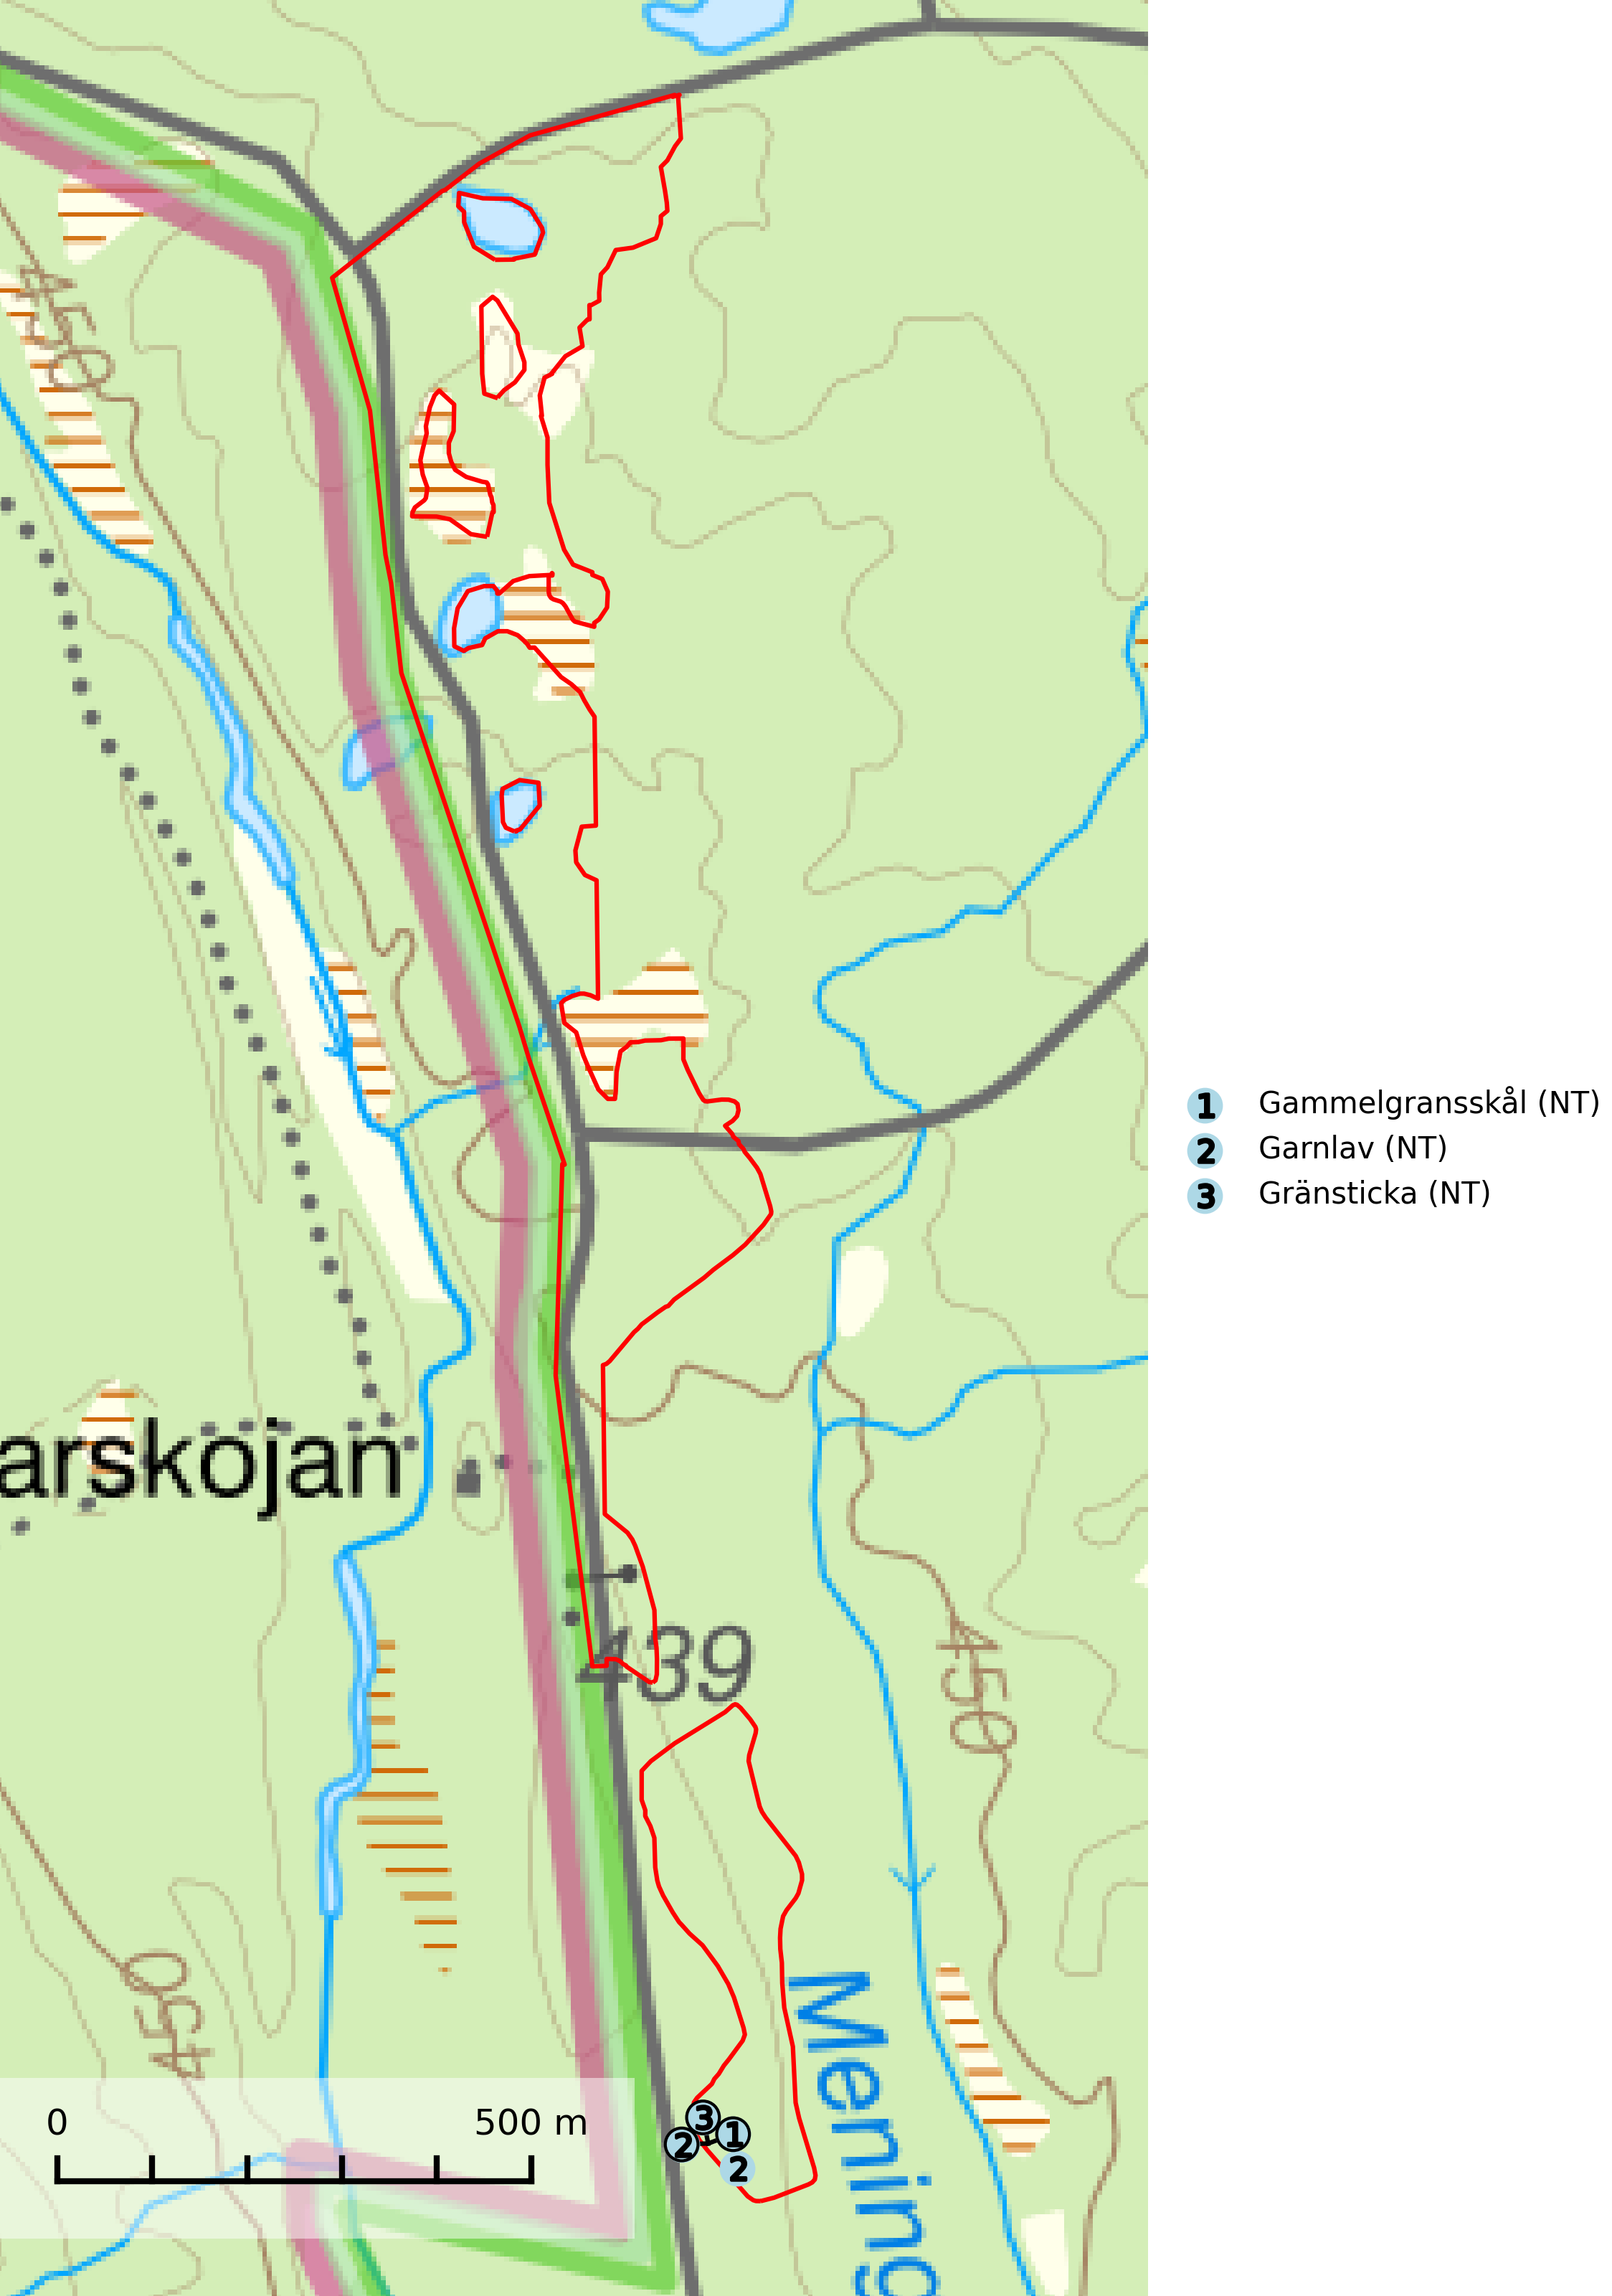 450
1 Gammelgransskål (NT)
2 Garnlav (NT)
3 Gränsticka (NT)
arskojan
439
450
450
Mening
0 500 m
3
1
2
2